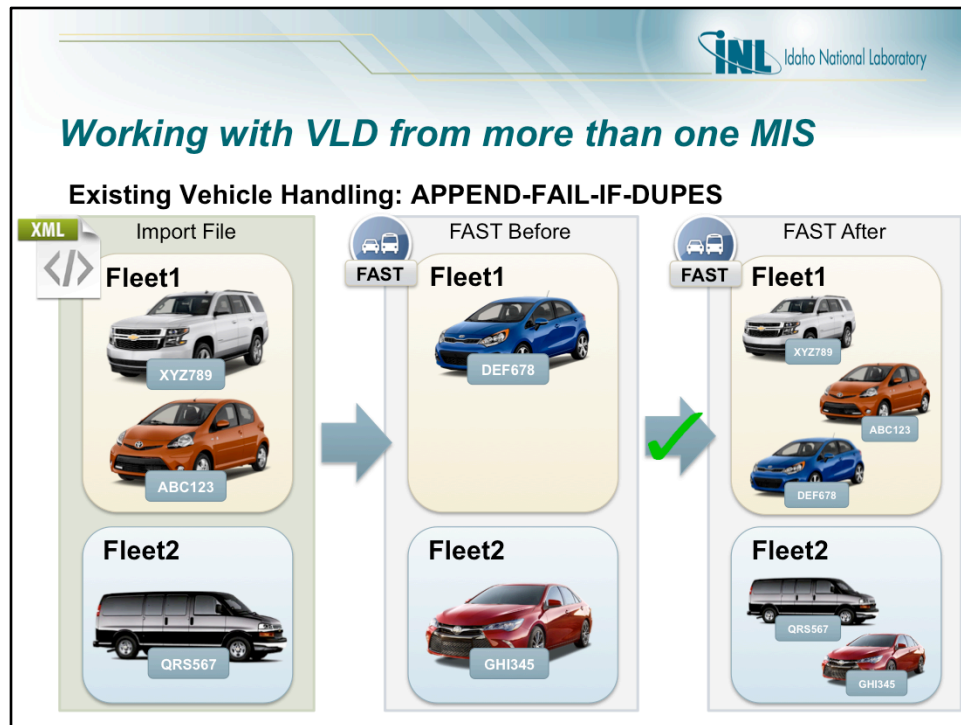 INL Idaho National Laboratory
Working with VLD from more than one MIS
Existing Vehicle Handling: APPEND-FAIL-IF-DUPES
XML
</>
Import File
Fleet1
XYZ789
ABC123
Fleet2
QRS567
FAST
FAST Before
Fleet1
DEF678
Fleet2
GHI345
FAST
FAST After
Fleet1
XYZ789
ABC123
DEF678
Fleet2
QRS567
GHI345